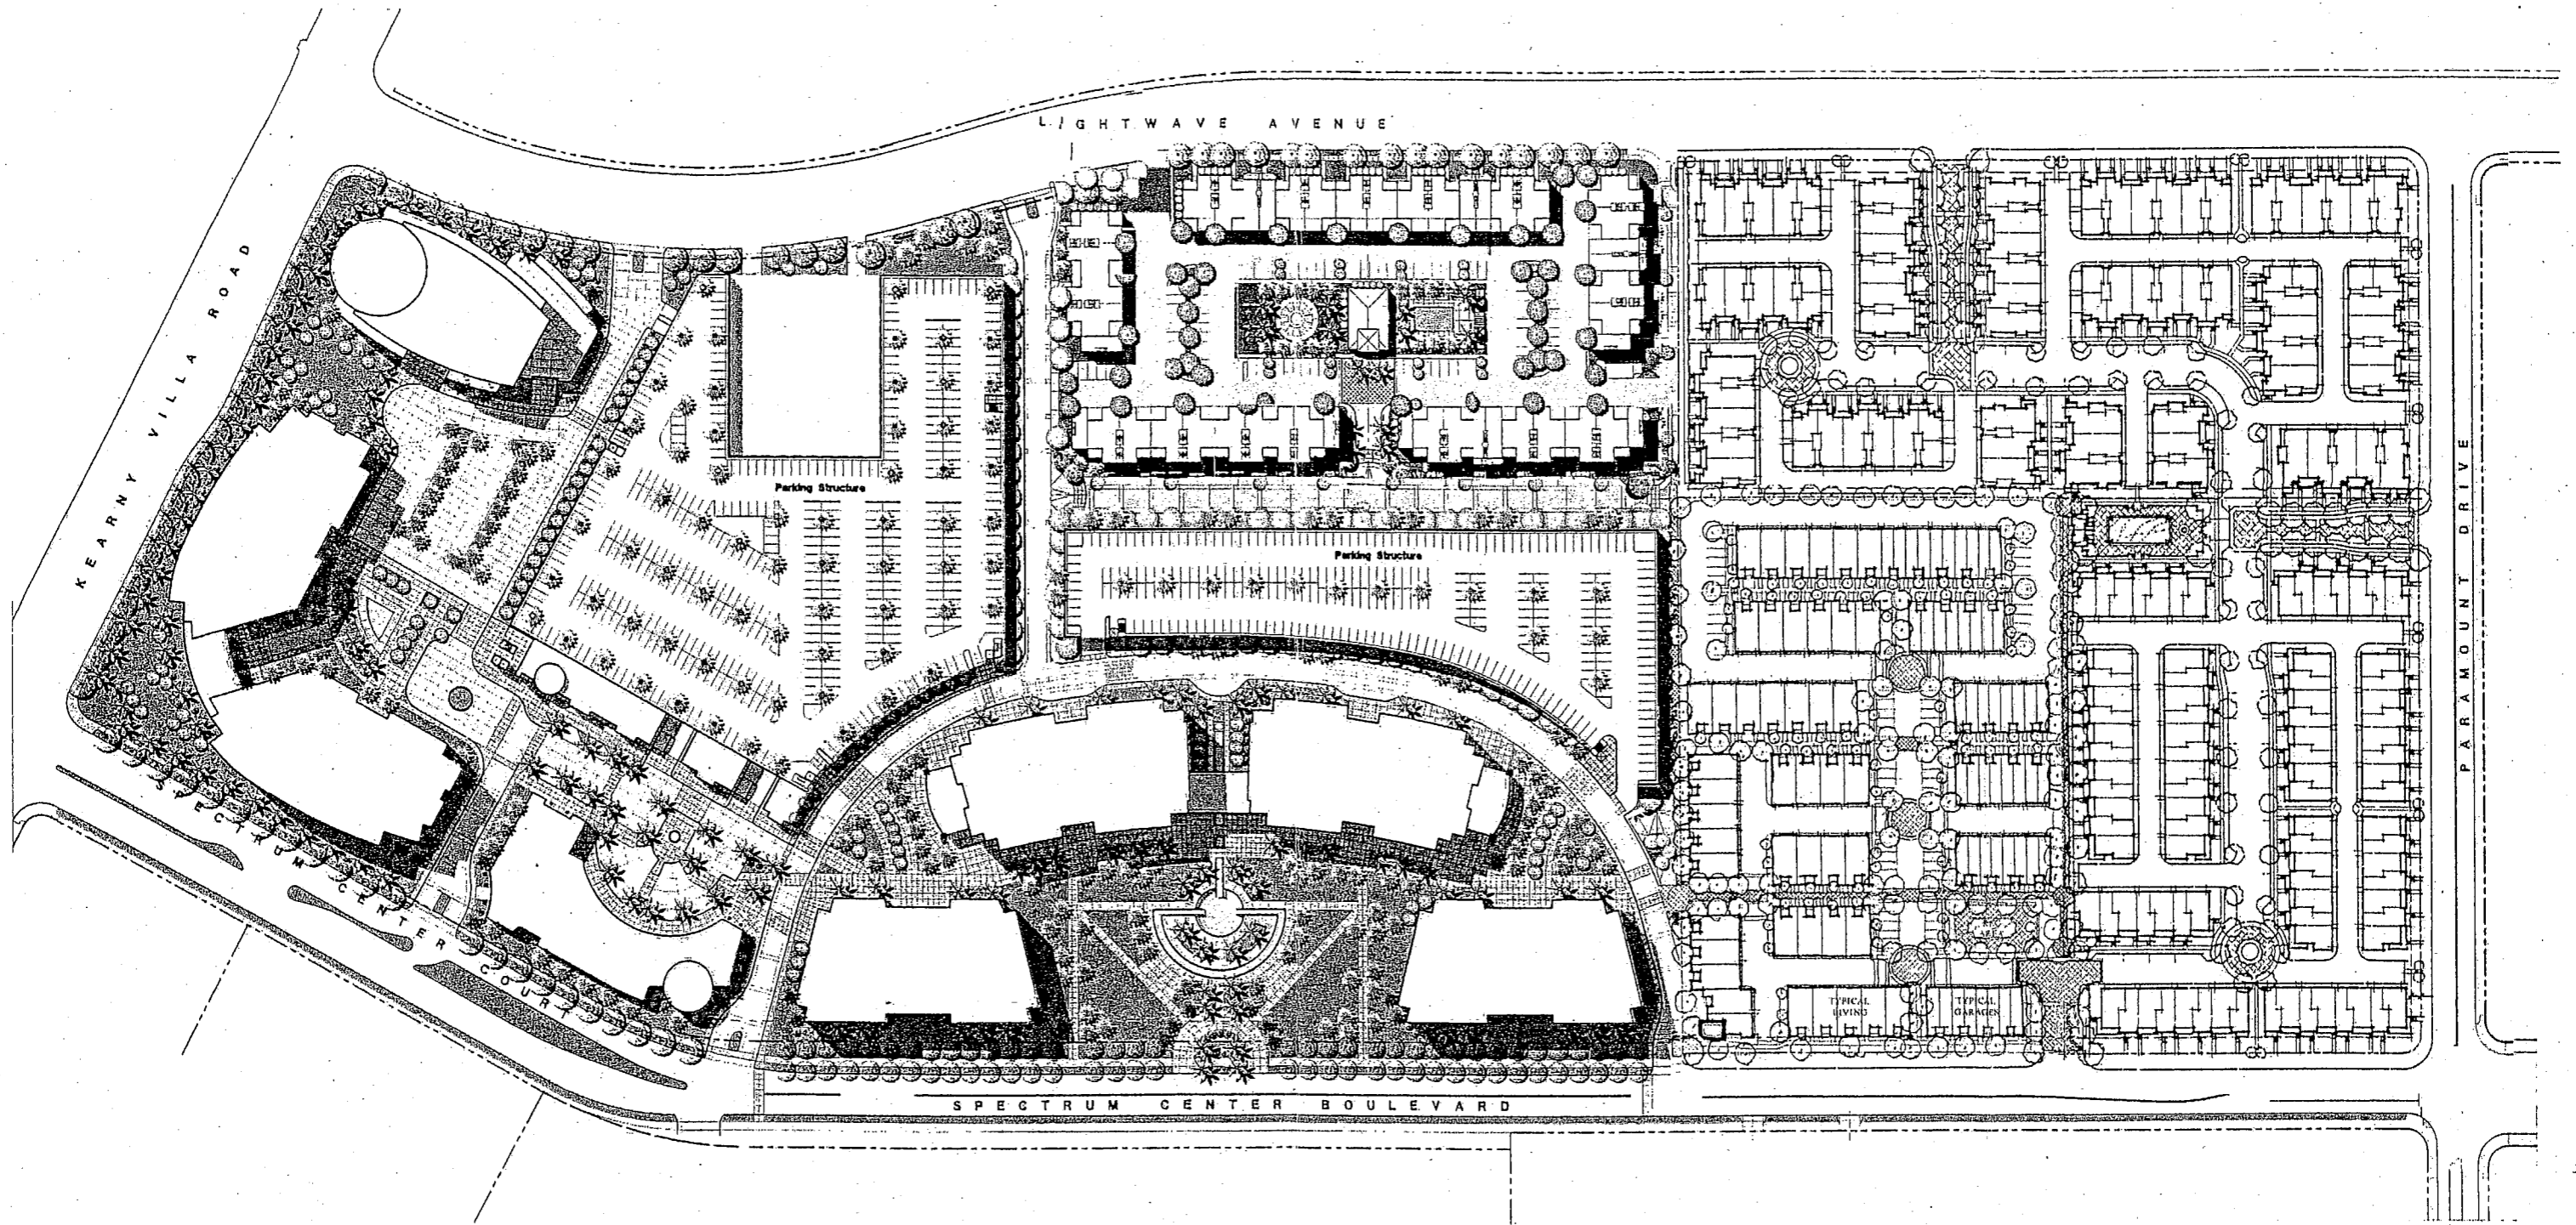 LIGHTWAVE AVENUE
KEARNY VILLA ROAD
Parking Structure
Parking Structure
PARAMOUNT DRIVE
SPECTRUM CENTER COURT
TYPICAL
LIVING
TYPICAL
GARAGES
SPECTRUM CENTER BOULEVARD